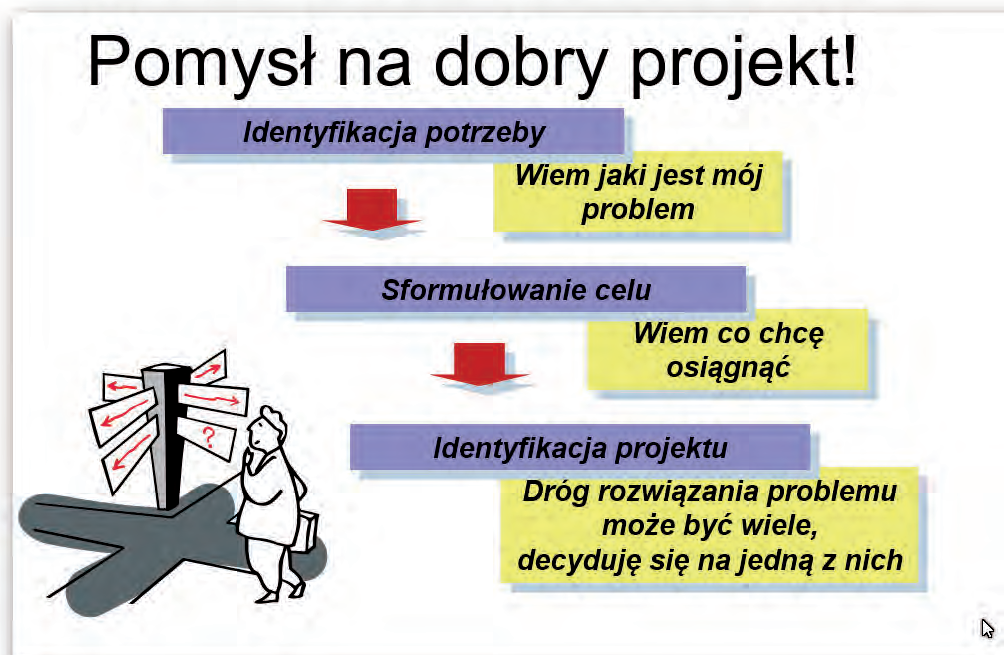 Pomysł na dobry projekt!
Identyfikacja potrzeby
Wiem jaki jest mój
problem
Sformułowanie celu
Wiem co chcę
osiągnąć
?
Identyfikacja projektu
Dróg rozwiązania problemu
może być wiele,
decyduję się na jedną z nich